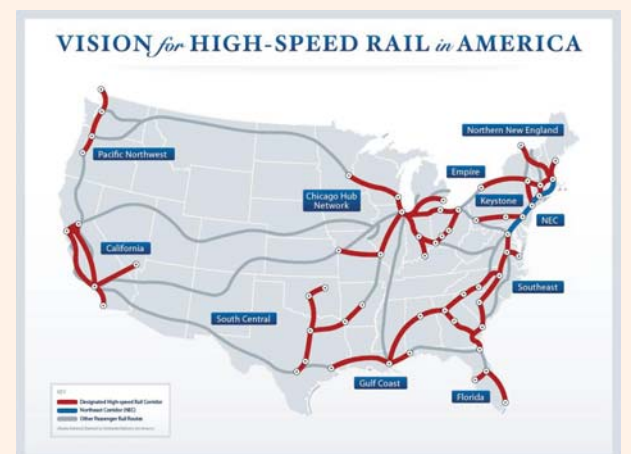 VISION for HIGH-SPEED RAIL in AMERICA
Northern New England
Pacific Northwest
Empire
Chicago Hub
Network
Keystone
NEC
California
Southeast
South Central
Gulf Coast
Florida
KEY
Designated High-speed Rail Corridor
Northeast Corridor (NEC)
Other Passenger Rail Routes